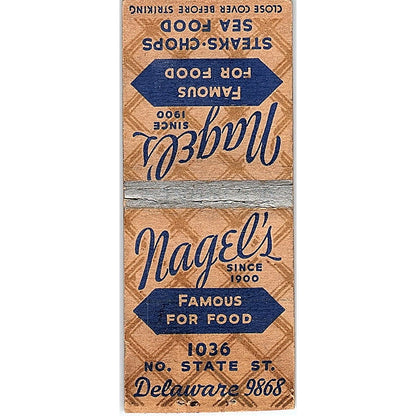 CLOSE COVER BEFORE STRIKING
STEAKS·CHOPS
SEA FOOD
FAMOUS
FOR FOOD
Nagel's
SINCE
1900
Nagel's
SINCE
1900
FAMOUS
FOR FOOD
1036
NO. STATE ST.
Delaware 9868